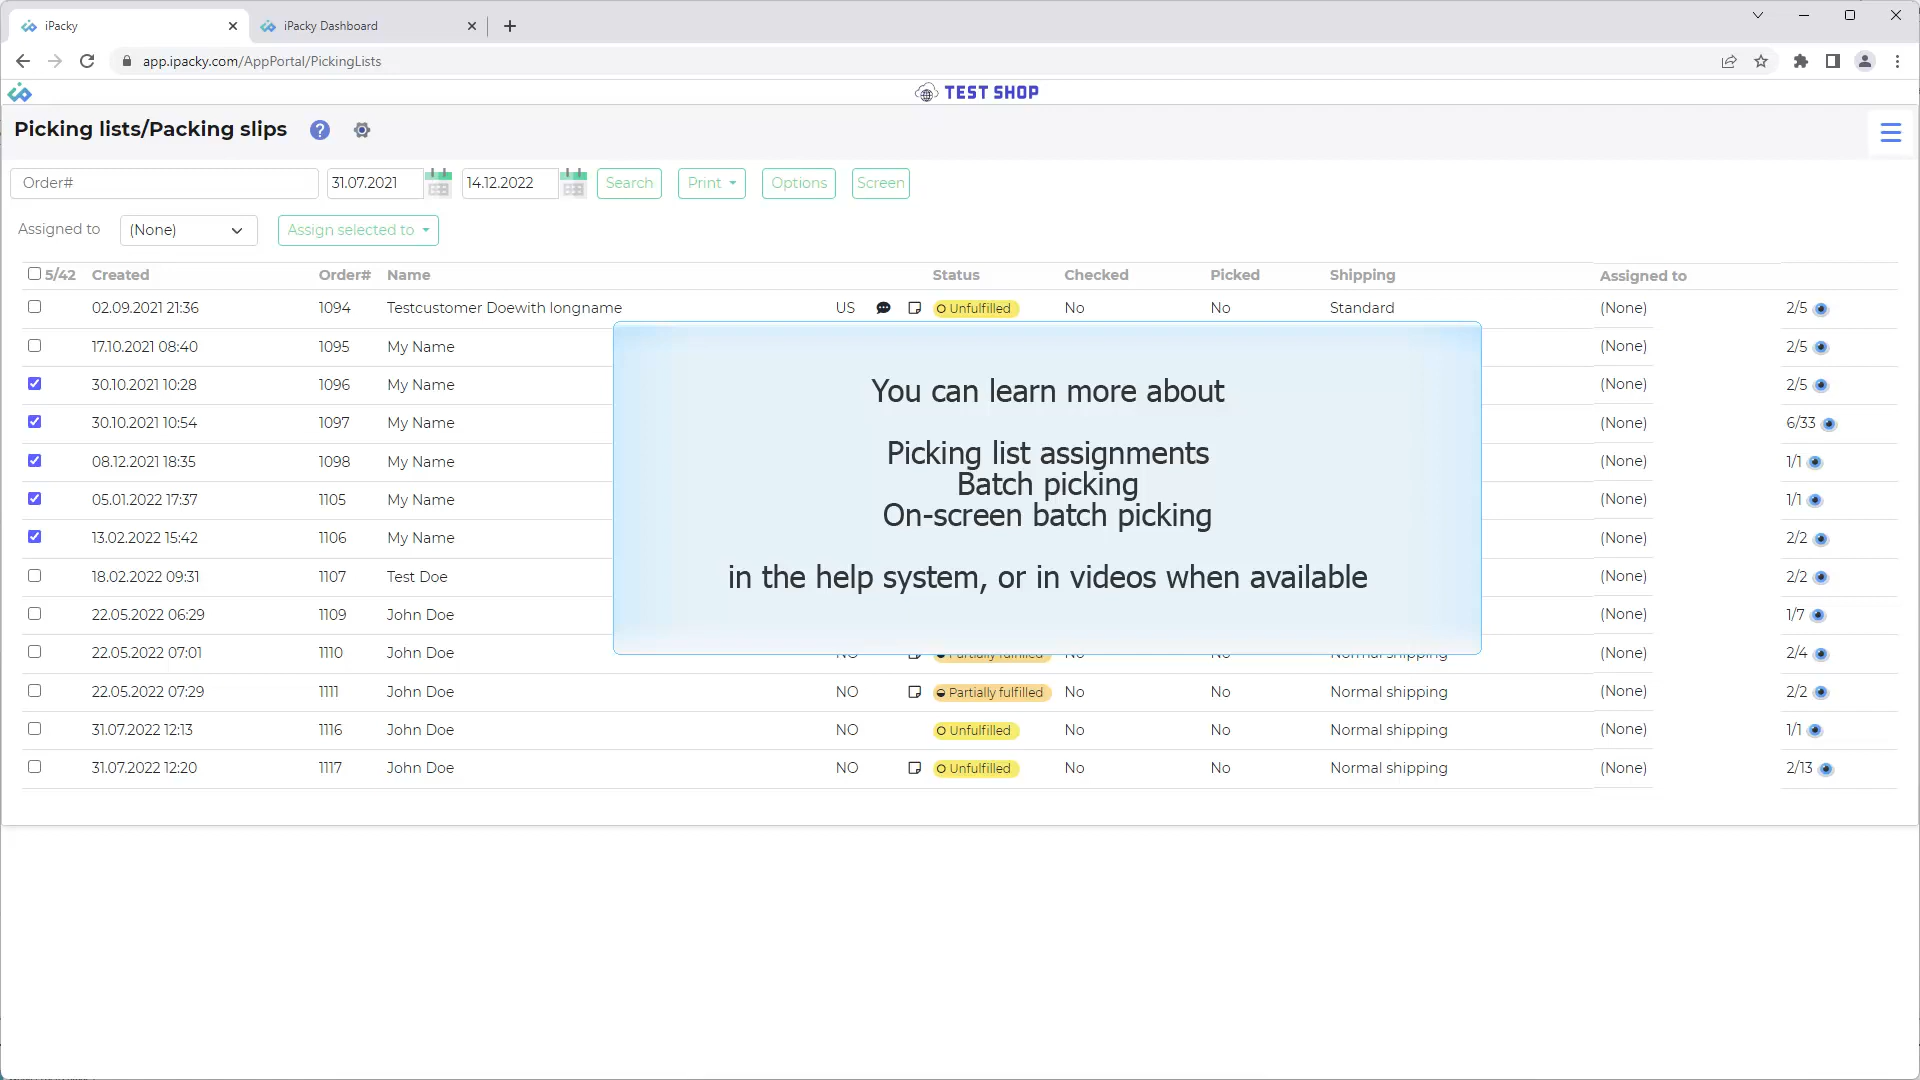 iPacky
iPacky Dashboard
app.ipacky.com/AppPortal/PickingLists
TEST SHOP
Picking lists/Packing slips ?
Order# 31.07.2021 14.12.2022 Search Print Options Screen
Assigned to (None) Assign selected to
5/42 Created Order# Name Status Checked Picked Shipping Assigned to
02.09.2021 21:36 1094 Testcustomer Doewith longname US Unfulfilled No No Standard (None) 2/5
17.10.2021 08:40 1095 My Name (None) 2/5
30.10.2021 10:28 1096 My Name (None) 2/5
30.10.2021 10:54 1097 My Name (None) 6/33
08.12.2021 18:35 1098 My Name (None) 1/1
05.01.2022 17:37 1105 My Name (None) 1/1
13.02.2022 15:42 1106 My Name (None) 2/2
18.02.2022 09:31 1107 Test Doe (None) 2/2
22.05.2022 06:29 1109 John Doe (None) 1/7
22.05.2022 07:01 1110 John Doe NO Partially fulfilled No No Normal shipping (None) 2/4
22.05.2022 07:29 1111 John Doe NO Partially fulfilled No No Normal shipping (None) 2/2
31.07.2022 12:13 1116 John Doe NO Unfulfilled No No Normal shipping (None) 1/1
31.07.2022 12:20 1117 John Doe NO Unfulfilled No No Normal shipping (None) 2/13
You can learn more about
Picking list assignments
Batch picking
On-screen batch picking
in the help system, or in videos when available